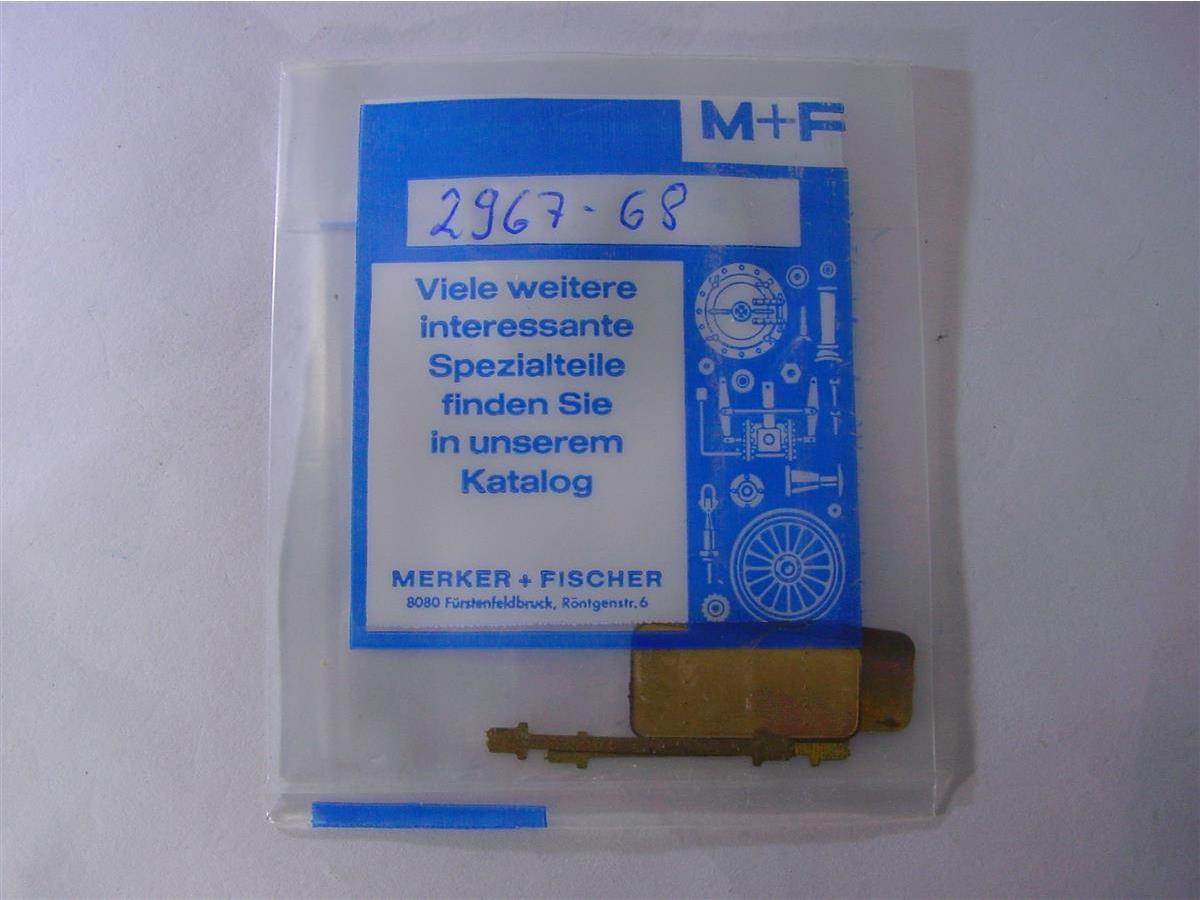 M+F
2967-68
Viele weitere
interessante
Spezialteile
finden Sie
in unserem
Katalog
MERKER + FISCHER
8080 Fürstenfeldbruck, Röntgenstr. 6